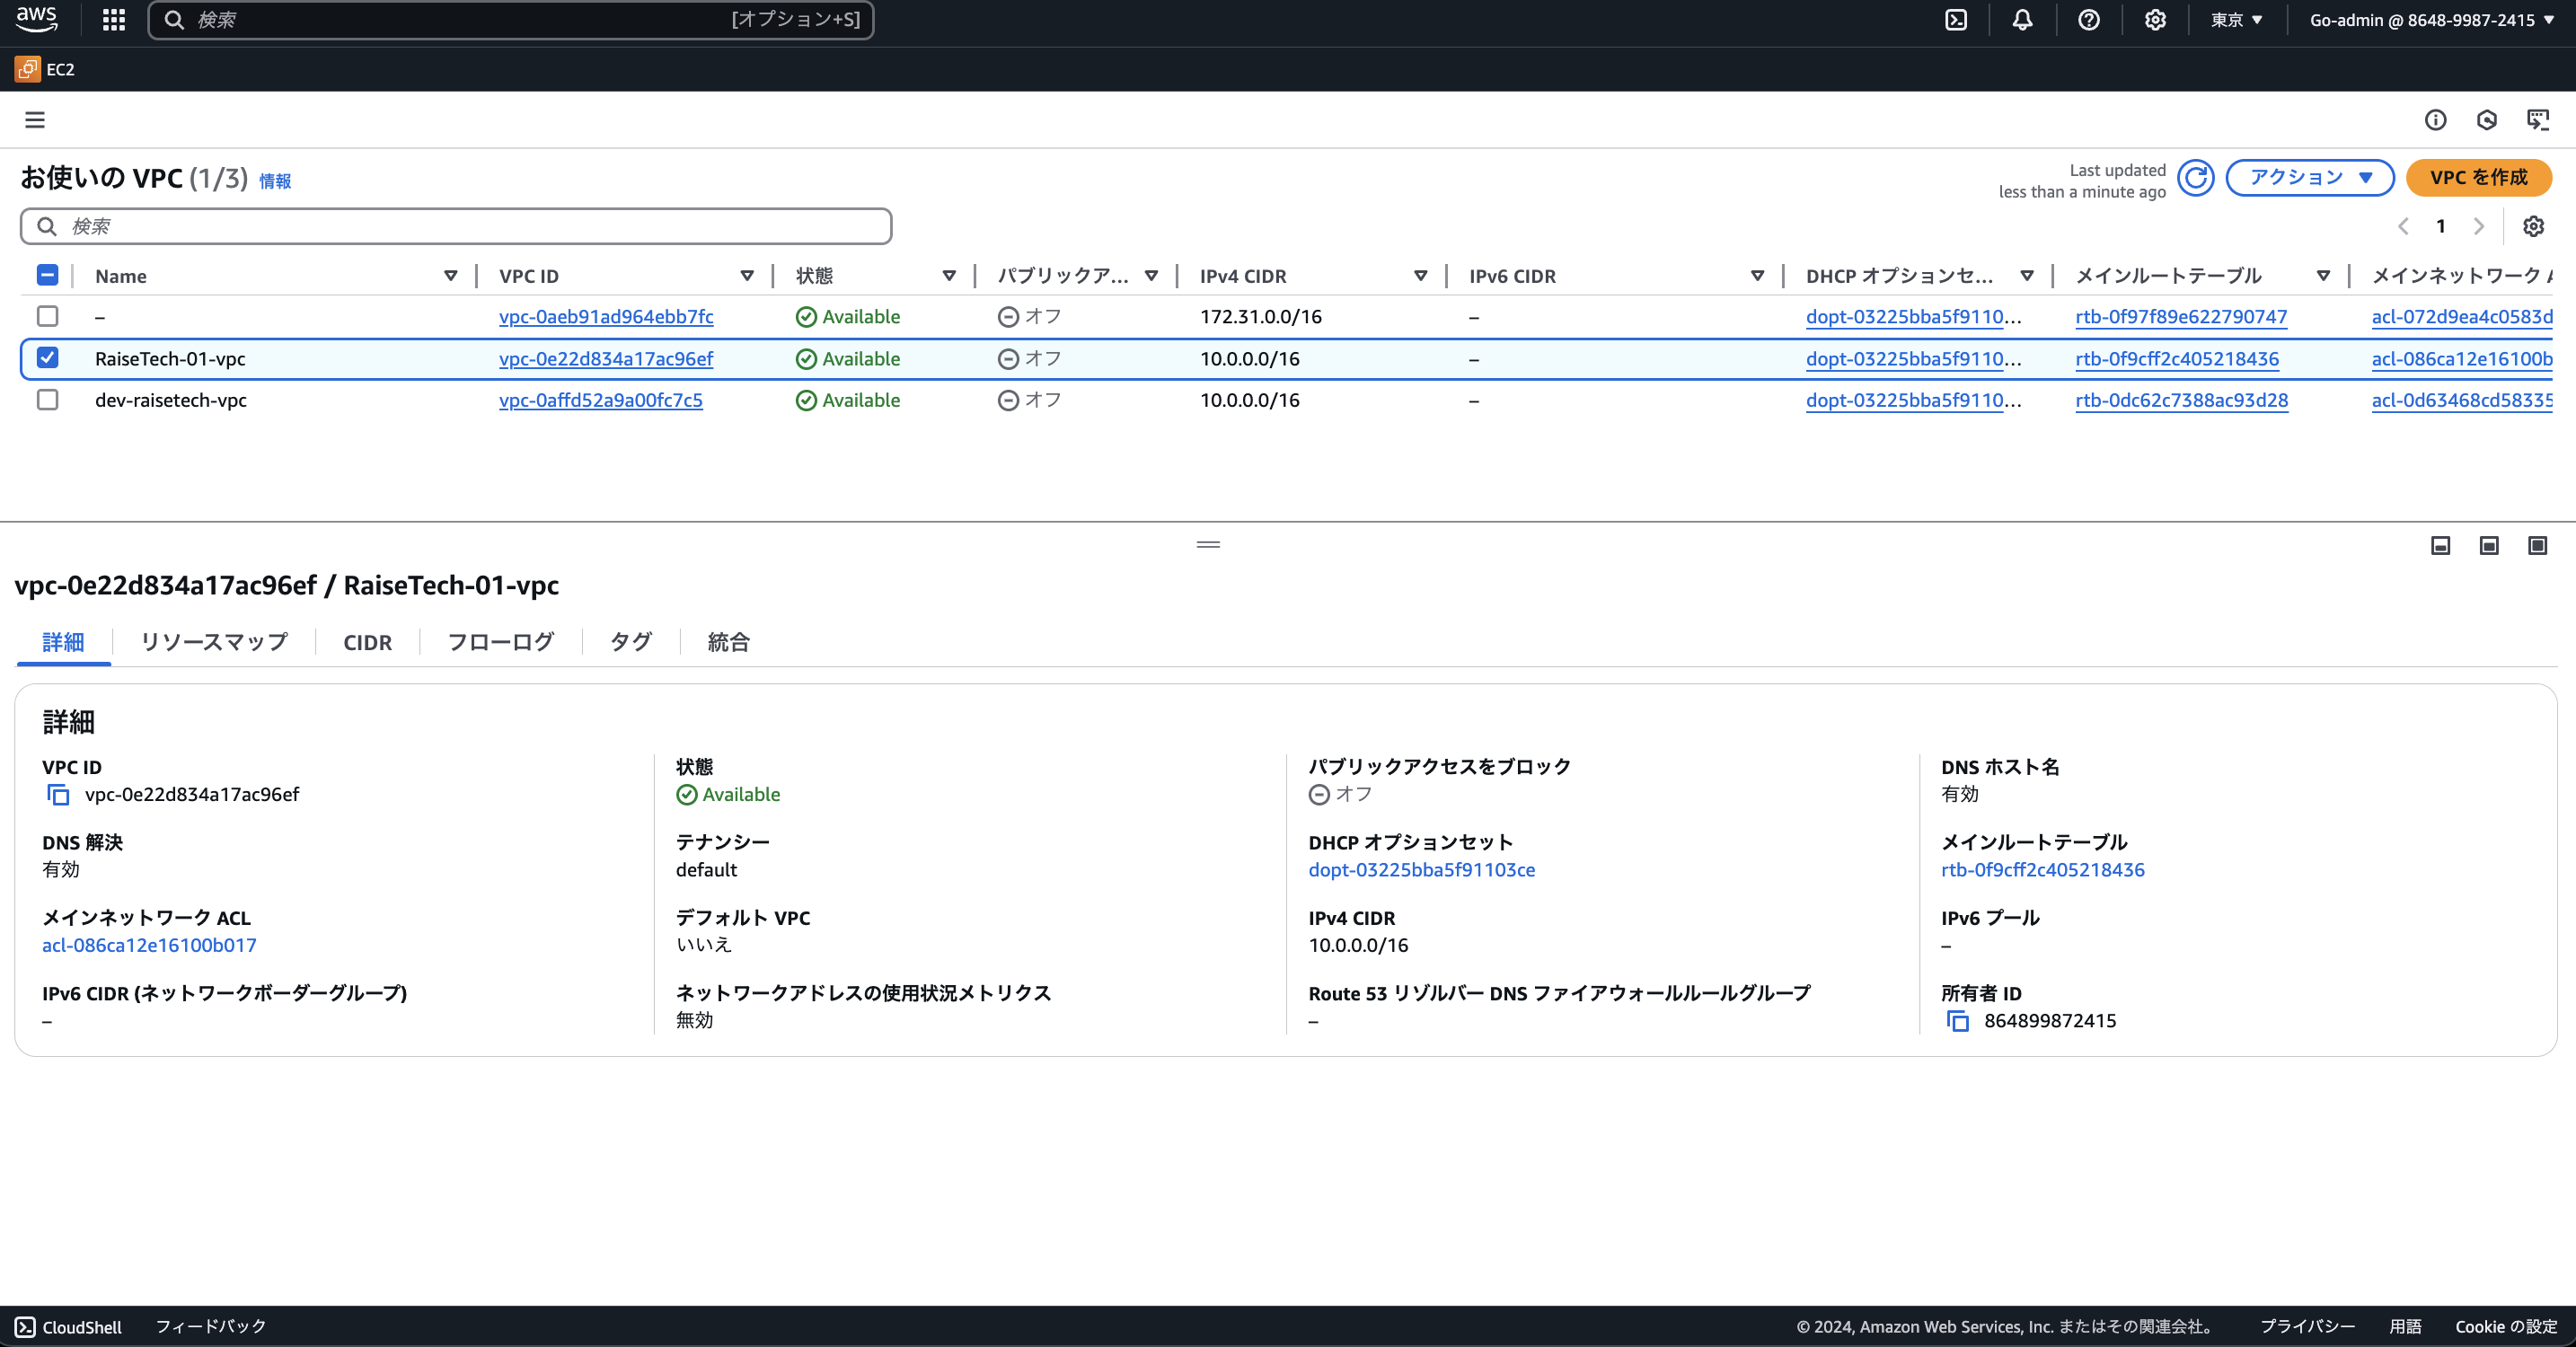 aws
検索
[オプション+S]
東京
Go-admin @ 8648-9987-2415
EC2
お使いの VPC (1/3) 情報
Last updated
less than a minute ago
アクション
VPC を作成
検索
1
Name VPC ID 状態 パブリックア... IPv4 CIDR IPv6 CIDR DHCP オプションセ... メインルートテーブル メインネットワーク
– vpc-0aeb91ad964ebb7fc Available オフ 172.31.0.0/16 – dopt-03225bba5f9110... rtb-0f97f89e622790747 acl-072d9ea4c0583d
RaiseTech-01-vpc vpc-0e22d834a17ac96ef Available オフ 10.0.0.0/16 – dopt-03225bba5f9110... rtb-0f9cff2c405218436 acl-086ca12e16100b
dev-raisetech-vpc vpc-0affd52a9a00fc7c5 Available オフ 10.0.0.0/16 – dopt-03225bba5f9110... rtb-0dc62c7388ac93d28 acl-0d63468cd58335
vpc-0e22d834a17ac96ef / RaiseTech-01-vpc
詳細 リソースマップ CIDR フローログ タグ 統合
詳細
VPC ID
vpc-0e22d834a17ac96ef
状態
Available
パブリックアクセスをブロック
オフ
DNS ホスト名
有効
DNS 解決
有効
テナンシー
default
DHCP オプションセット
dopt-03225bba5f91103ce
メインルートテーブル
rtb-0f9cff2c405218436
メインネットワーク ACL
acl-086ca12e16100b017
デフォルト VPC
いいえ
IPv4 CIDR
10.0.0.0/16
IPv6 プール
–
IPv6 CIDR (ネットワークボーダーグループ)
–
ネットワークアドレスの使用状況メトリクス
無効
Route 53 リゾルバー DNS ファイアウォールルールグループ
–
所有者 ID
864899872415
CloudShell フィードバック
© 2024, Amazon Web Services, Inc. またはその関連会社。 プライバシー 用語 Cookie の設定